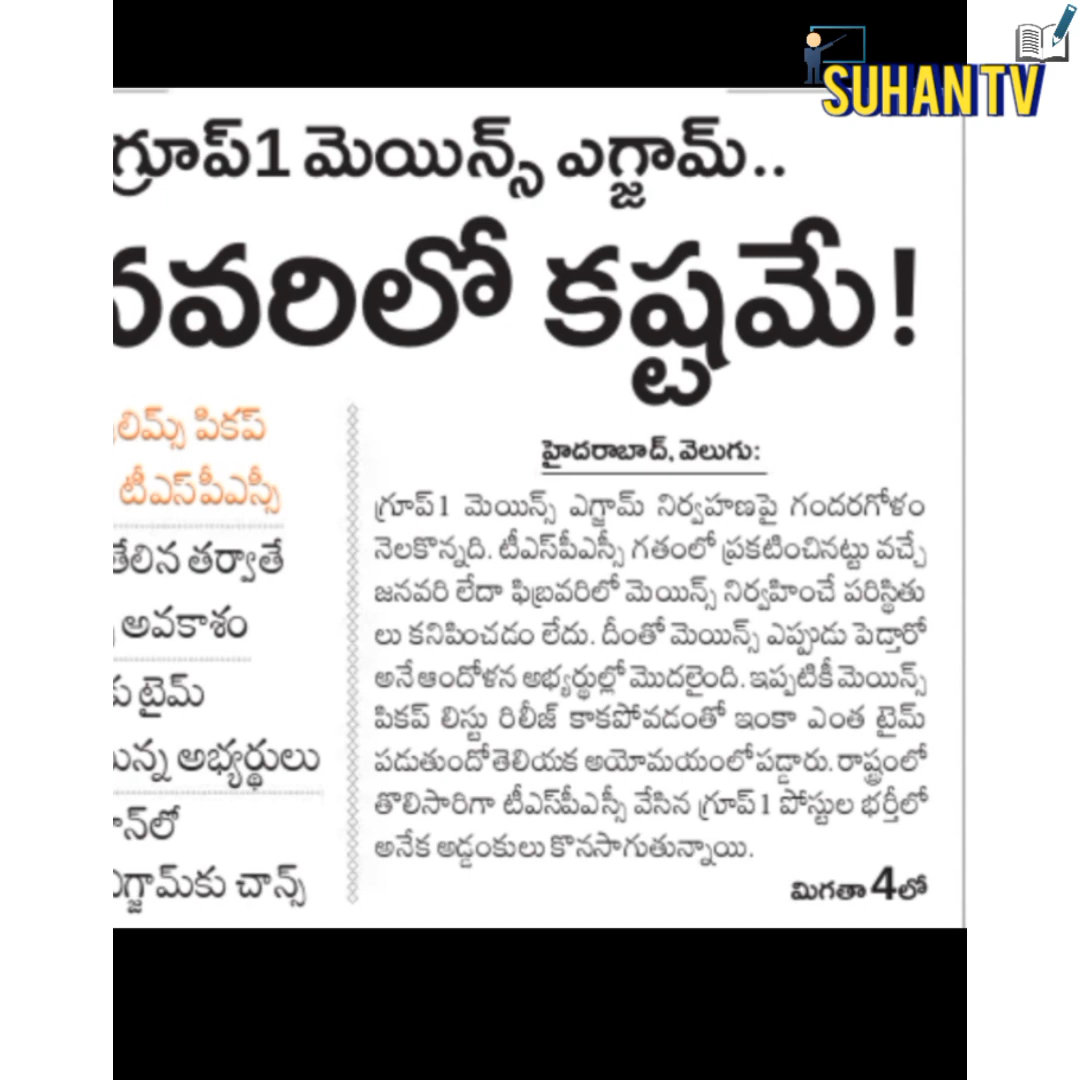 SUHAN TV
గ్రూప్1 మెయిన్స్ ఎగ్జామ్..
కష్టమే!
పికప్
టీఎస్‌పీఎస్సీ
తేలిన తర్వాతే
అవకాశం
టైమ్
అభ్యర్థులు
చాన్స్
హైదరాబాద్, వెలుగు:
గ్రూప్1 మెయిన్స్ ఎగ్జామ్ నిర్వహణపై గందరగోళం
నెలకొన్నది. టీఎస్‌పీఎస్సీ గతంలో ప్రకటించినట్టు వచ్చే
జనవరి లేదా ఫిబ్రవరిలో మెయిన్స్ నిర్వహించే పరిస్థితు
లు కనిపించడం లేదు. దీంతో మెయిన్స్ ఎప్పుడు పెడ్తారో
అనే ఆందోళన అభ్యర్థుల్లో మొదలైంది. ఇప్పటికీ మెయిన్స్
పికప్ లిస్టు రిలీజ్ కాకపోవడంతో ఇంకా ఎంత టైమ్
పడుతుందో తెలియక అయోమయంలో పడ్డారు. రాష్ట్రంలో
తొలిసారిగా టీఎస్‌పీఎస్సీ వేసిన గ్రూప్1 పోస్టుల భర్తీలో
అనేక అడ్డంకులు కొనసాగుతున్నాయి.
మిగతా 4లో